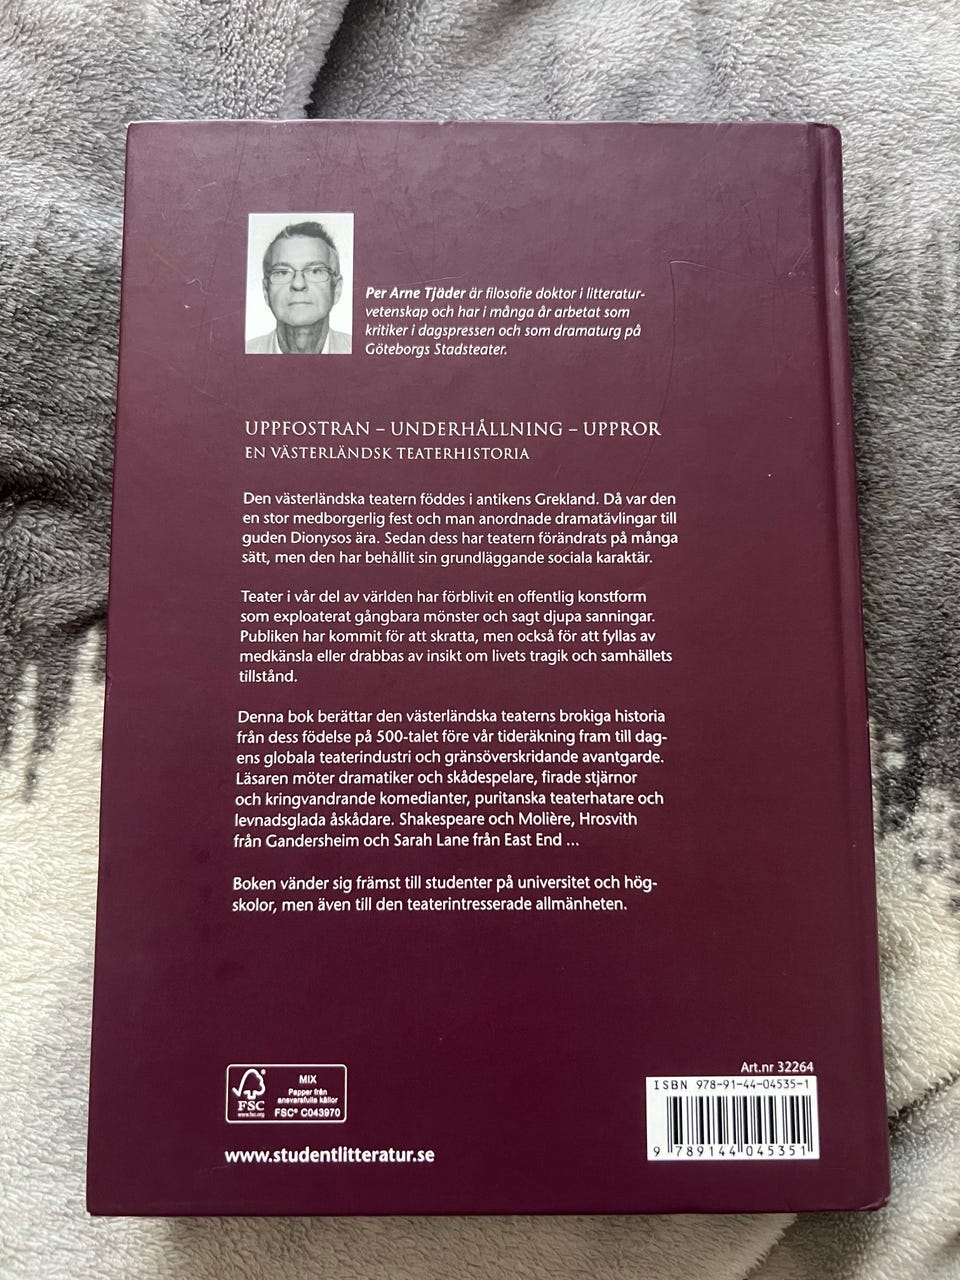 Per Arne Tjäder är filosofie doktor i litteratur-
vetenskap och har i många år arbetat som
kritiker i dagspressen och som dramaturg på
Göteborgs Stadsteater.
UPPFOSTRAN – UNDERHÅLLNING – UPPROR
EN VÄSTERLÄNDSK TEATERHISTORIA
Den västerländska teatern föddes i antikens Grekland. Då var den
en stor medborgerlig fest och man anordnade dramatävlingar till
guden Dionysos ära. Sedan dess har teatern förändrats på många
sätt, men den har behållit sin grundläggande sociala karaktär.
Teater i vår del av världen har förblivit en offentlig konstform
som exploaterat gångbara mönster och sagt djupa sanningar.
Publiken har kommit för att skratta, men också för att fyllas av
medkänsla eller drabbas av insikt om livets tragik och samhällets
tillstånd.
Denna bok berättar den västerländska teaterns brokiga historia
från dess födelse på 500-talet före vår tideräkning fram till dag-
ens globala teaterindustri och gränsöverskridande avantgarde.
Läsaren möter dramatiker och skådespelare, firade stjärnor
och kringvandrande komedianter, puritanska teaterhatare och
levnadsglada åskådare. Shakespeare och Molière, Hrosvith
från Gandersheim och Sarah Lane från East End ...
Boken vänder sig främst till studenter på universitet och hög-
skolor, men även till den teaterintresserade allmänheten.
FSC
www.fsc.org
MIX
Papper från
ansvarsfulla källor
FSC® C043970
www.studentlitteratur.se
Art.nr 32264
ISBN 978-91-44-04535-1
9 789144 045351